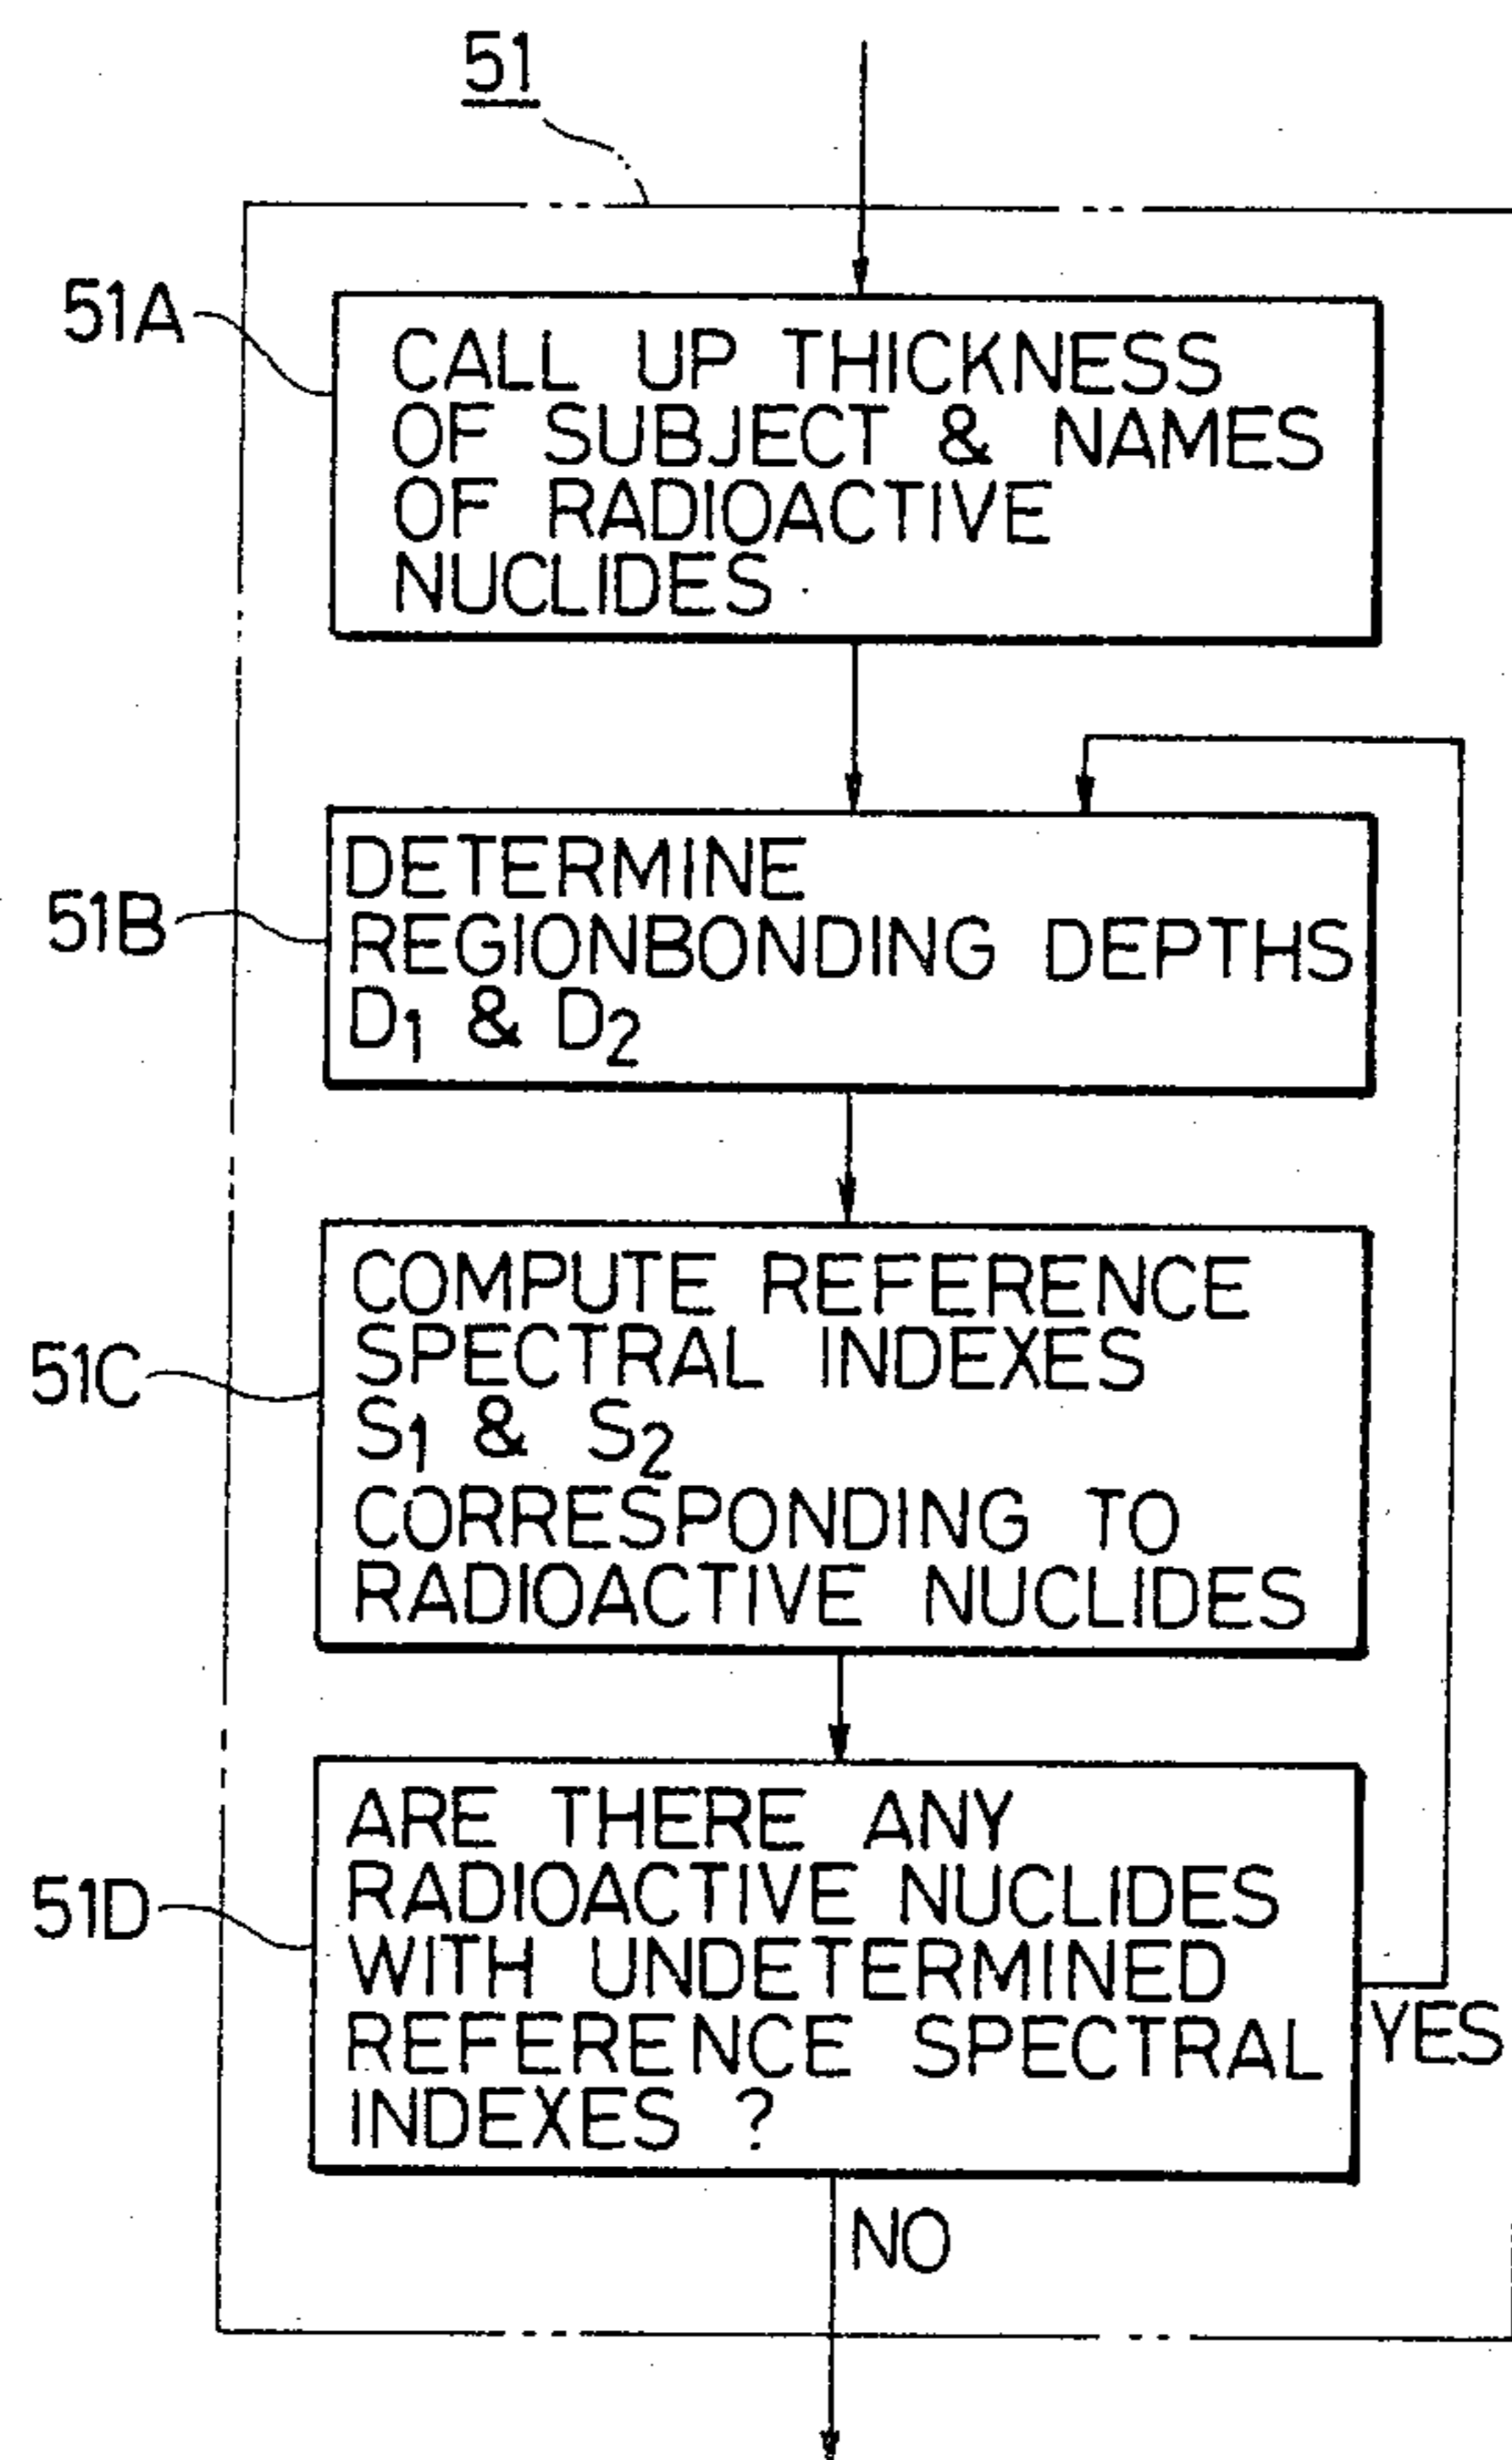 51
51A
CALL UP THICKNESS
OF SUBJECT & NAMES
OF RADIOACTIVE
NUCLIDES
51B
DETERMINE
REGIONBONDING DEPTHS
D1 & D2
51C
COMPUTE REFERENCE
SPECTRAL INDEXES
S1 & S2
CORRESPONDING TO
RADIOACTIVE NUCLIDES
51D
ARE THERE ANY
RADIOACTIVE NUCLIDES
WITH UNDETERMINED
REFERENCE SPECTRAL
INDEXES ?
YES
NO